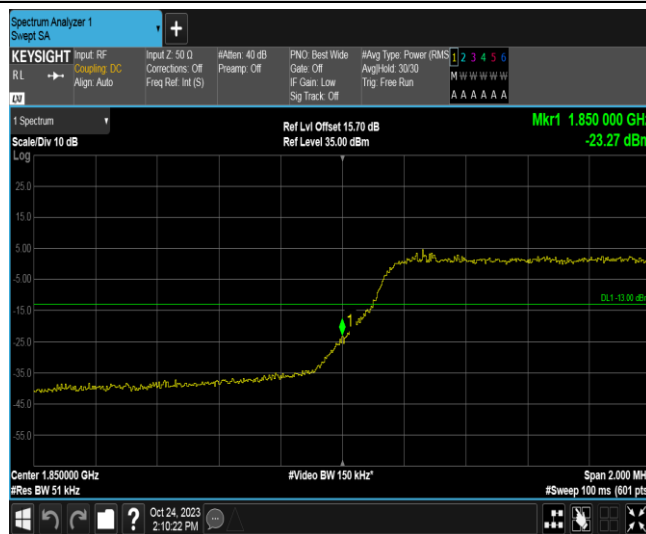 Spectrum Analyzer 1
Swept SA
+
KEYSIGHT
RL
LXI
Input: RF
Coupling: DC
Align: Auto
Input Z: 50 Ω
Corrections: Off
Freq Ref: Int (S)
#Atten: 40 dB
Preamp: Off
PNO: Best Wide
Gate: Off
IF Gain: Low
Sig Track: Off
#Avg Type: Power (RMS
Avg|Hold: 30/30
Trig: Free Run
1 2 3 4 5 6
M W W W W W
A A A A A A
1 Spectrum
Scale/Div 10 dB
Ref Lvl Offset 15.70 dB
Ref Level 35.00 dBm
Mkr1 1.850 000 GHz
-23.27 dBm
Log
25.0
15.0
5.00
-5.00
-15.0
-25.0
-35.0
-45.0
-55.0
DL1 -13.00 dBm
1
Center 1.850000 GHz
#Res BW 51 kHz
#Video BW 150 kHz*
Span 2.000 MH
#Sweep 100 ms (601 pts
?
Oct 24, 2023
2:10:22 PM